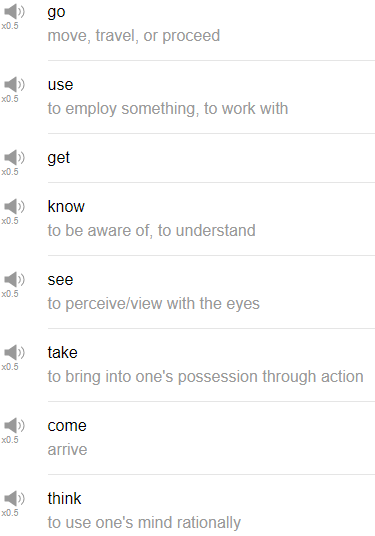 go
x0.5
move, travel, or proceed
use
x0.5
to employ something, to work with
get
x0.5
know
x0.5
to be aware of, to understand
see
x0.5
to perceive/view with the eyes
take
x0.5
to bring into one's possession through action
come
x0.5
arrive
think
x0.5
to use one's mind rationally